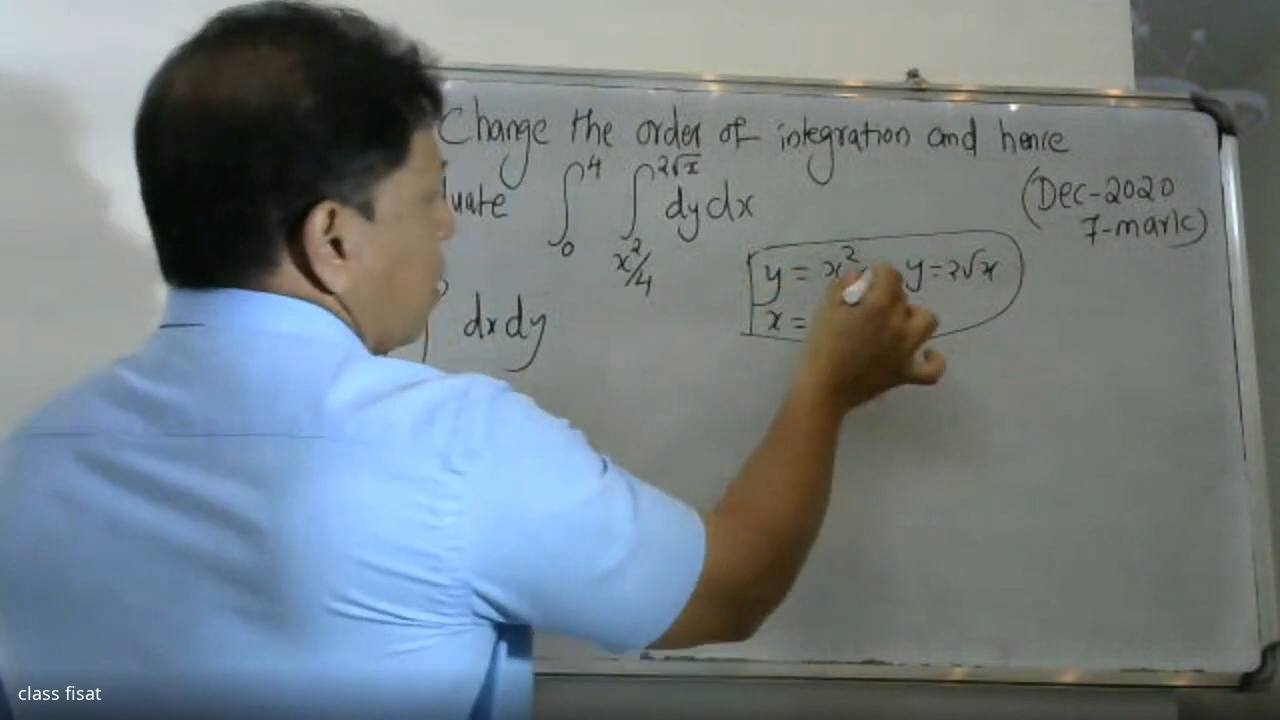 Change the order of integration and hence
uate ∫₀⁴ ∫_{x²/4}^{2√x} dy dx
(Dec-2020
7-mark)
y = x² y=2√x
x =
∫ dx dy
class fisat